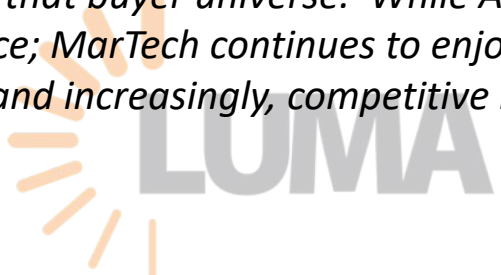 that buyer universe. While A
ce; MarTech continues to enjo
and increasingly, competitive
LUMA